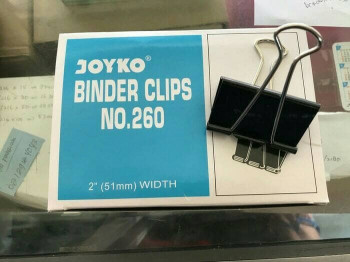 JOYKO®
BINDER CLIPS
NO.260
2" (51mm) WIDTH